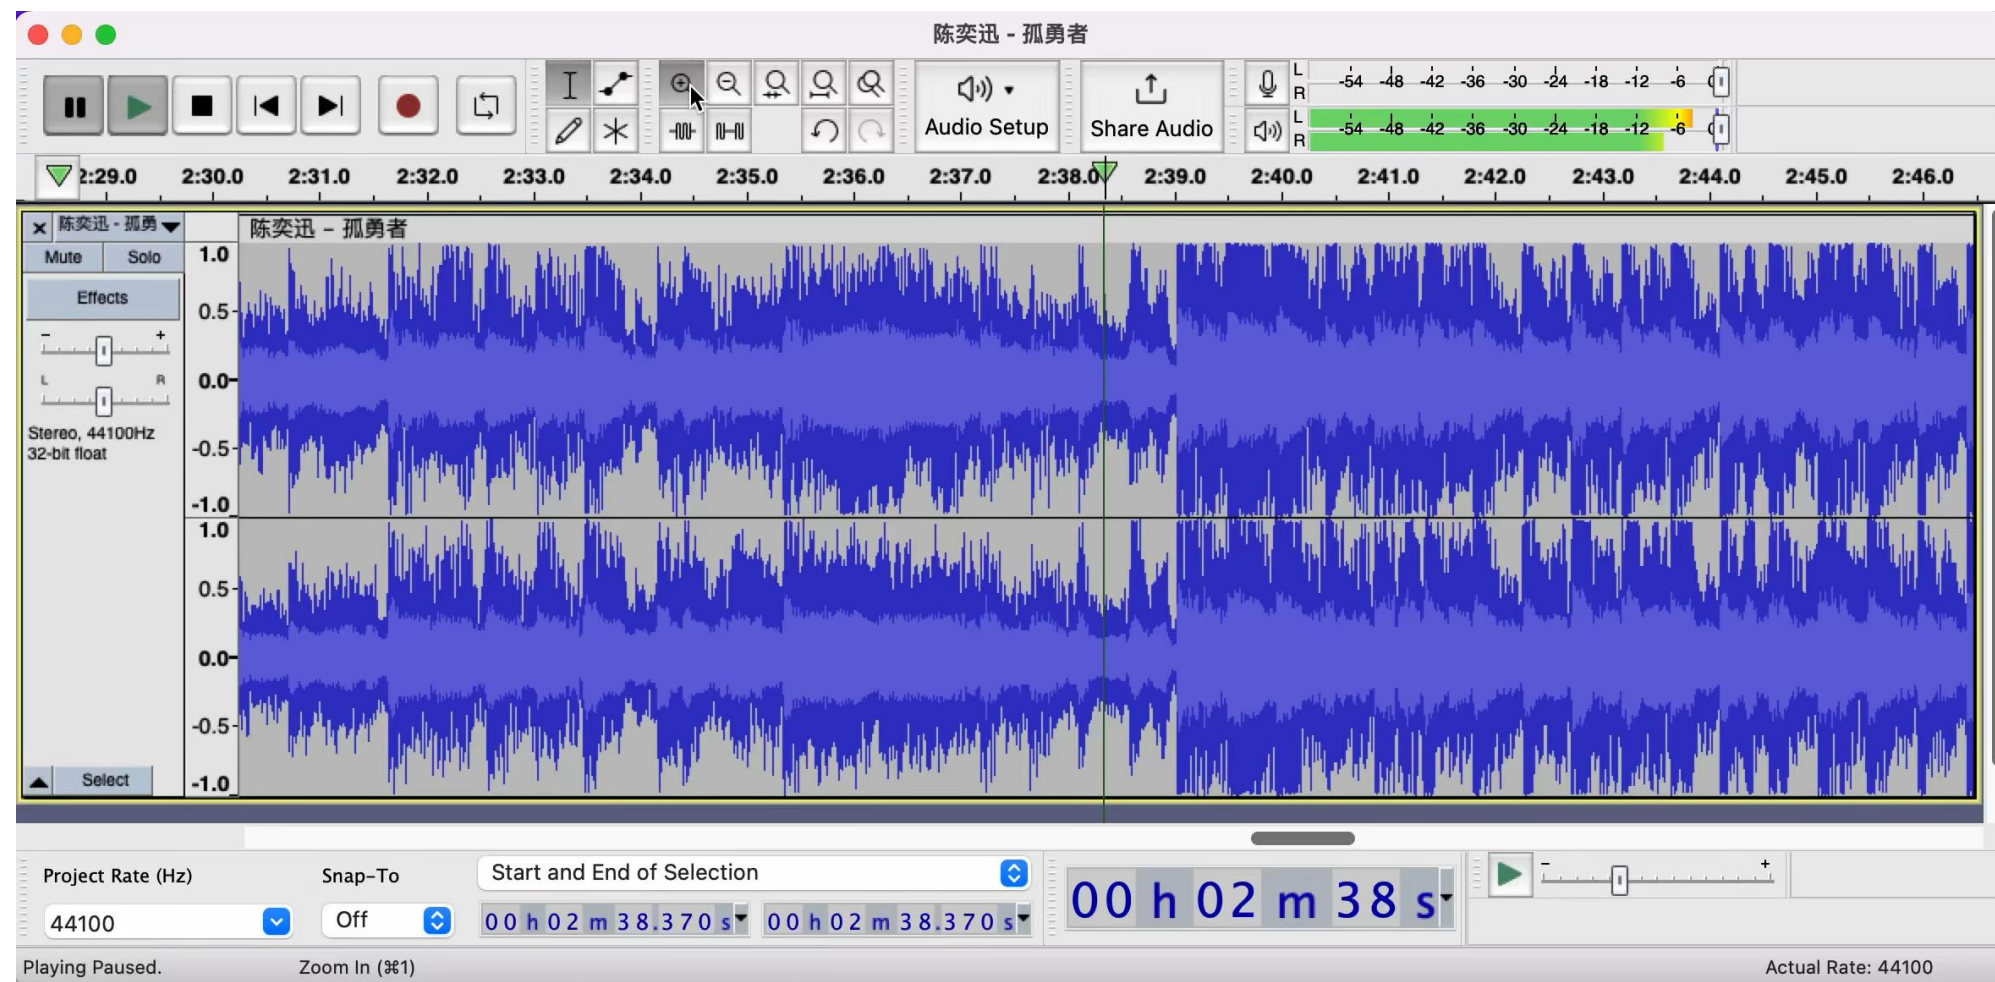 陈奕迅 - 孤勇者
Audio Setup
Share Audio
L
R
-54 -48 -42 -36 -30 -24 -18 -12 -6 0
L
R
-54 -48 -42 -36 -30 -24 -18 -12 -6 0
2:29.0 2:30.0 2:31.0 2:32.0 2:33.0 2:34.0 2:35.0 2:36.0 2:37.0 2:38.0 2:39.0 2:40.0 2:41.0 2:42.0 2:43.0 2:44.0 2:45.0 2:46.0
陈奕迅 - 孤勇
陈奕迅 - 孤勇者
Mute Solo
Effects
- +
L R
Stereo, 44100Hz
32-bit float
Select
1.0
0.5
0.0
-0.5
-1.0
1.0
0.5
0.0
-0.5
-1.0
Project Rate (Hz)
44100
Snap-To
Off
Start and End of Selection
00 h 02 m 38.370 s 00 h 02 m 38.370 s
00 h 02 m 38 s
- +
Playing Paused.
Zoom In (⌘1)
Actual Rate: 44100